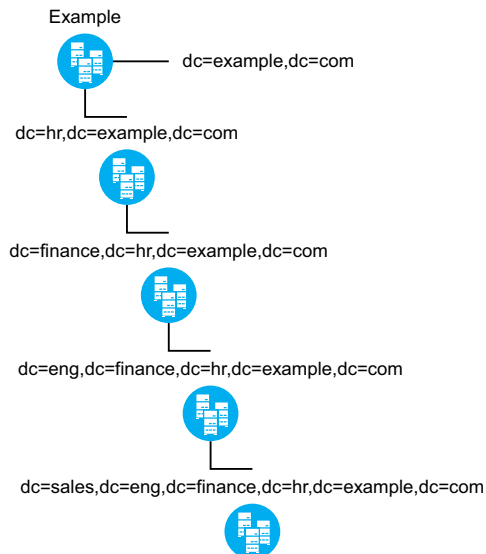 Example
dc=example,dc=com
dc=hr,dc=example,dc=com
dc=finance,dc=hr,dc=example,dc=com
dc=eng,dc=finance,dc=hr,dc=example,dc=com
dc=sales,dc=eng,dc=finance,dc=hr,dc=example,dc=com